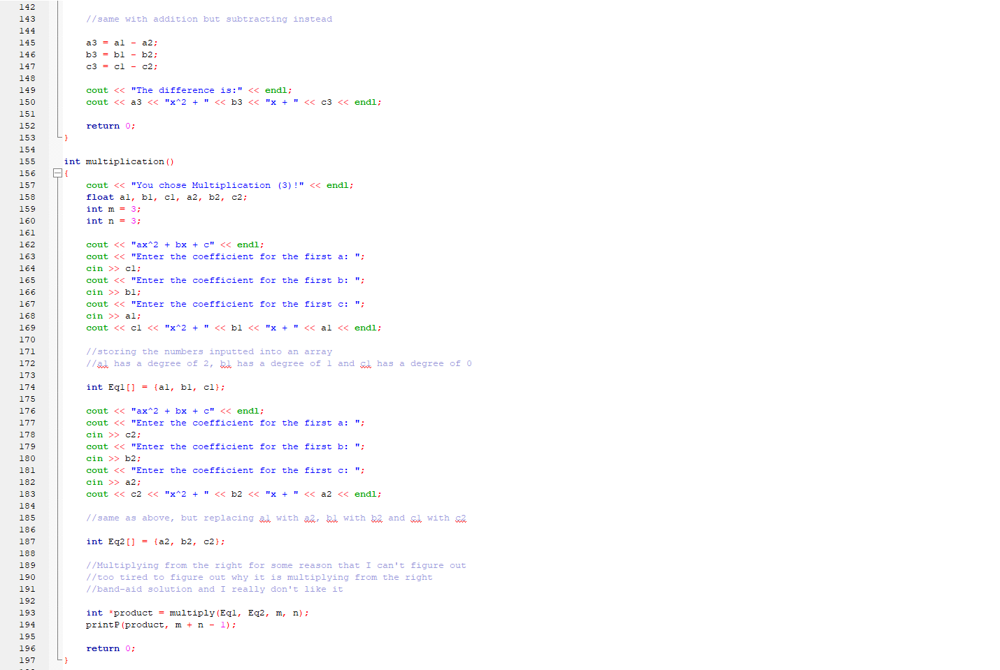 142
143 //same with addition but subtracting instead
144
145 a3 = a1 - a2;
146 b3 = b1 - b2;
147 c3 = c1 - c2;
148
149 cout << "The difference is:" << endl;
150 cout << a3 << "x^2 + " << b3 << "x + " << c3 << endl;
151
152 return 0;
153 }
154
155 int multiplication()
156 {
157 cout << "You chose Multiplication (3)!" << endl;
158 float a1, b1, c1, a2, b2, c2;
159 int m = 3;
160 int n = 3;
161
162 cout << "ax^2 + bx + c" << endl;
163 cout << "Enter the coefficient for the first a: ";
164 cin >> c1;
165 cout << "Enter the coefficient for the first b: ";
166 cin >> b1;
167 cout << "Enter the coefficient for the first c: ";
168 cin >> a1;
169 cout << c1 << "x^2 + " << b1 << "x + " << a1 << endl;
170
171 //storing the numbers inputted into an array
172 //a1 has a degree of 2, b1 has a degree of 1 and c1 has a degree of 0
173
174 int Eq1[] = {a1, b1, c1};
175
176 cout << "ax^2 + bx + c" << endl;
177 cout << "Enter the coefficient for the first a: ";
178 cin >> c2;
179 cout << "Enter the coefficient for the first b: ";
180 cin >> b2;
181 cout << "Enter the coefficient for the first c: ";
182 cin >> a2;
183 cout << c2 << "x^2 + " << b2 << "x + " << a2 << endl;
184
185 //same as above, but replacing a1 with a2, b1 with b2 and c1 with c2
186
187 int Eq2[] = {a2, b2, c2};
188
189 //Multiplying from the right for some reason that I can't figure out
190 //too tired to figure out why it is multiplying from the right
191 //band-aid solution and I really don't like it
192
193 int *product = multiply(Eq1, Eq2, m, n);
194 printP(product, m + n - 1);
195
196 return 0;
197 }